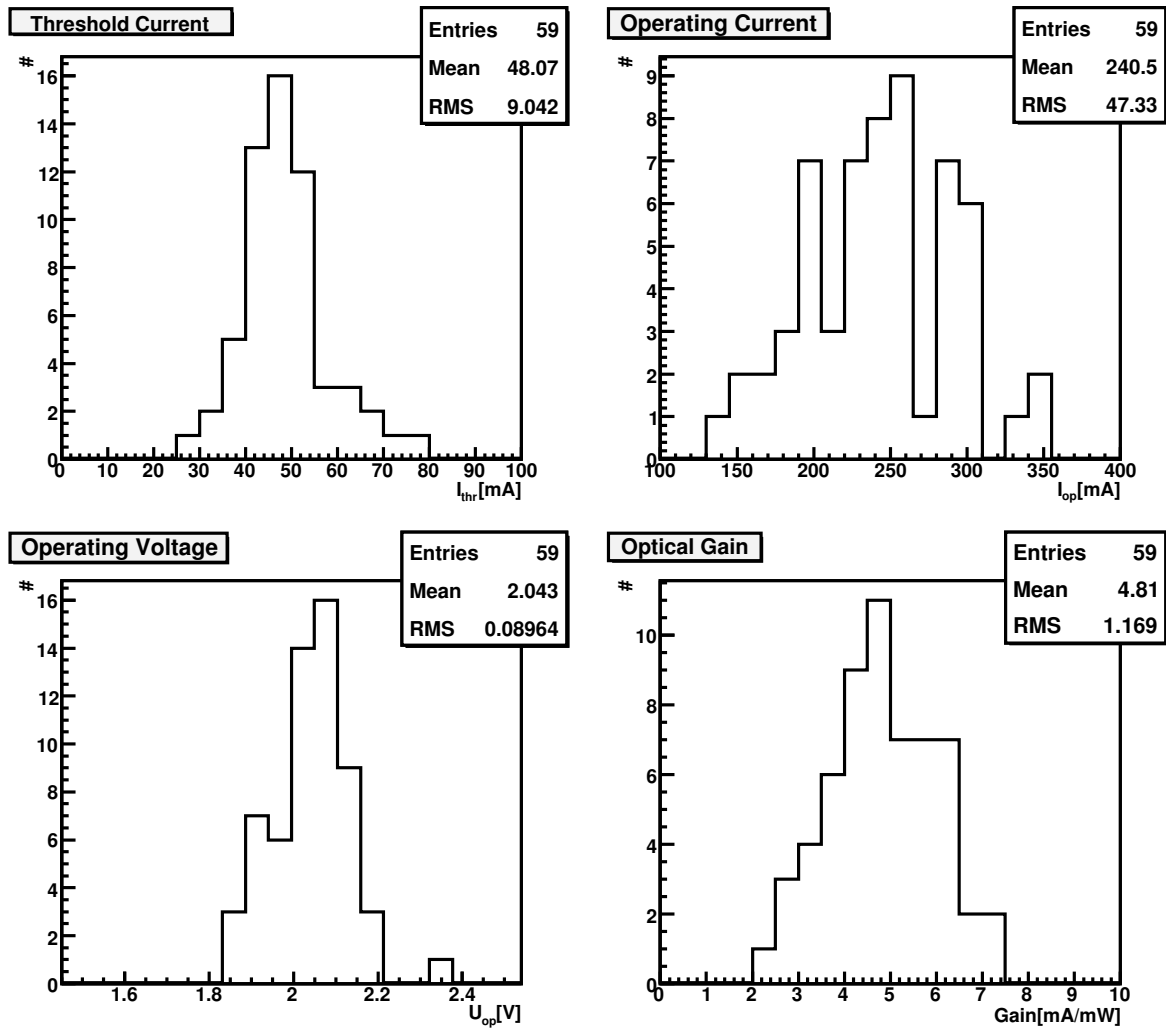 Threshold Current
Entries 59
Mean 48.07
RMS 9.042
#
16
14
12
10
8
6
4
2
0
0 10 20 30 40 50 60 70 80 90 100
I_thr[mA]
Operating Current
Entries 59
Mean 240.5
RMS 47.33
#
9
8
7
6
5
4
3
2
1
0
100 150 200 250 300 350 400
I_op[mA]
Operating Voltage
Entries 59
Mean 2.043
RMS 0.08964
#
16
14
12
10
8
6
4
2
0
1.6 1.8 2 2.2 2.4
U_op[V]
Optical Gain
Entries 59
Mean 4.81
RMS 1.169
#
10
8
6
4
2
0
0 1 2 3 4 5 6 7 8 9 10
Gain[mA/mW]